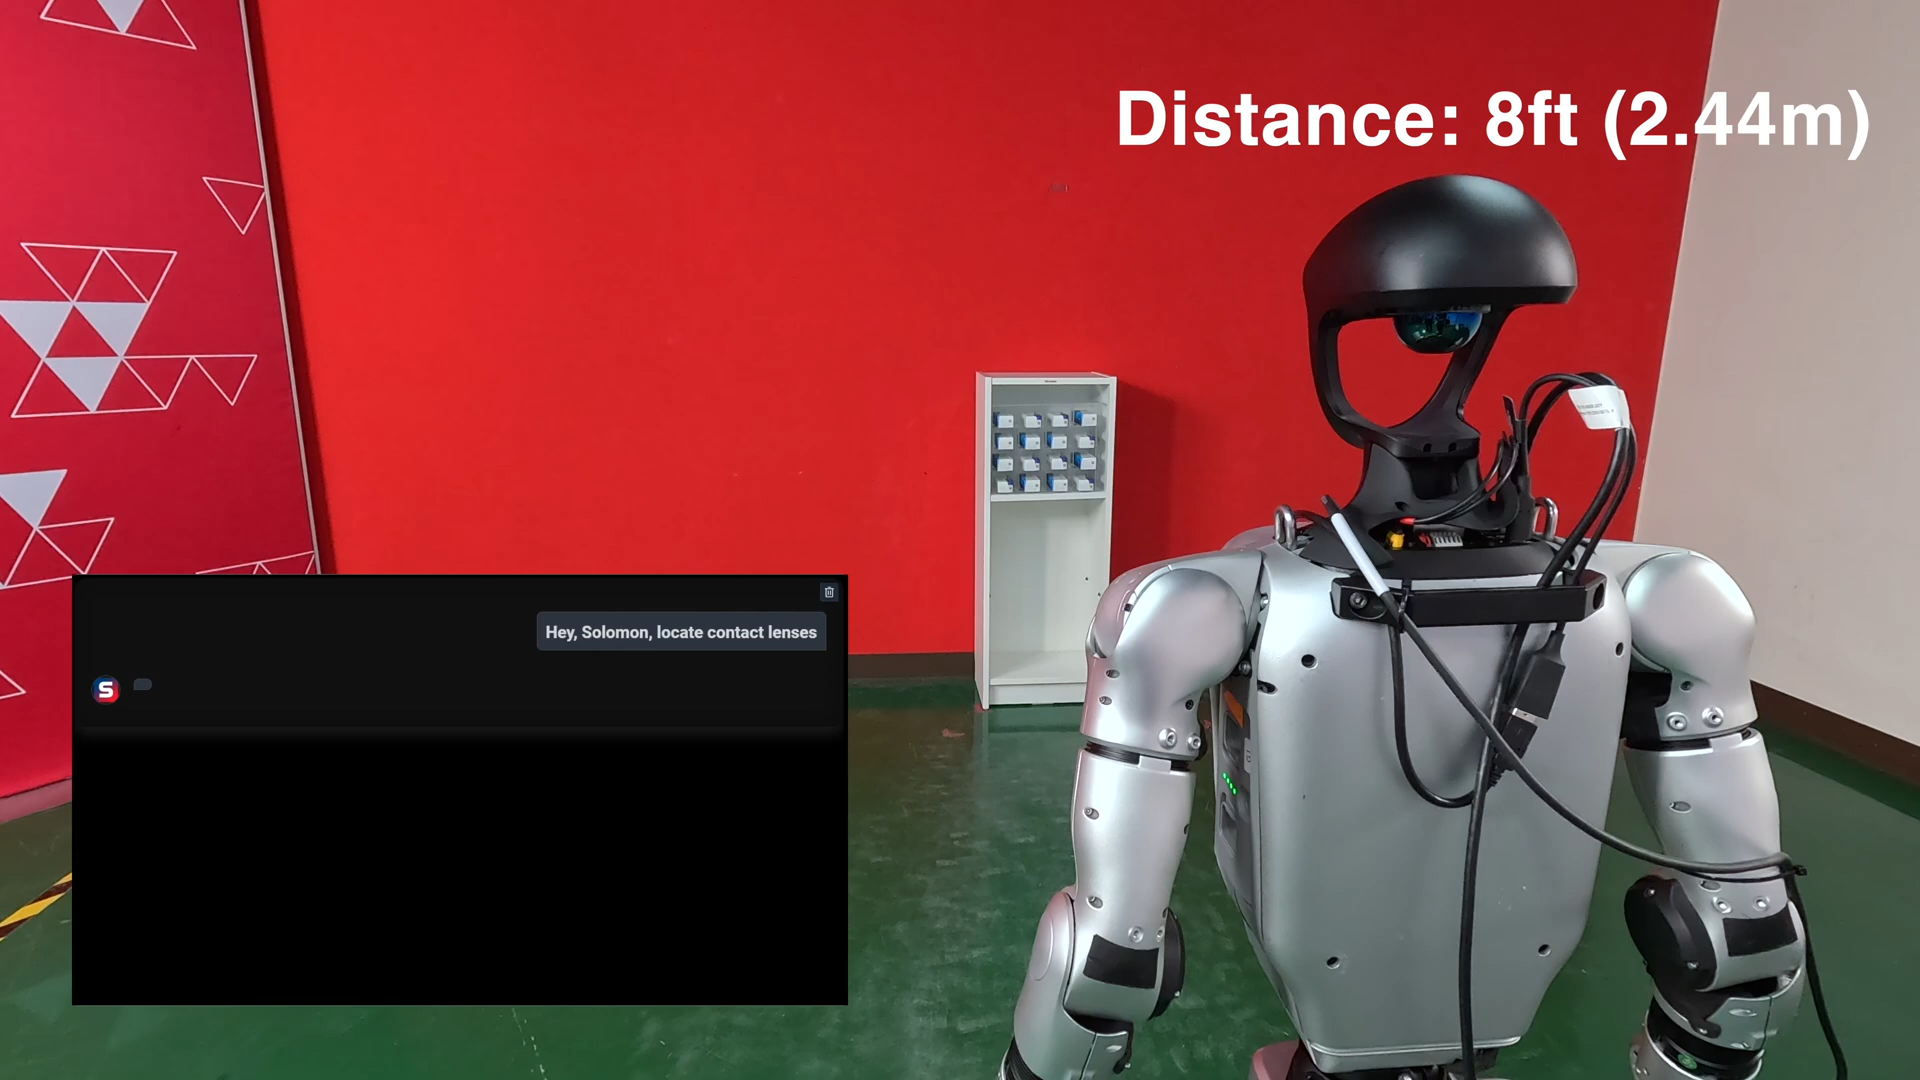 Distance: 8ft (2.44m)
Hey, Solomon, locate contact lenses
S